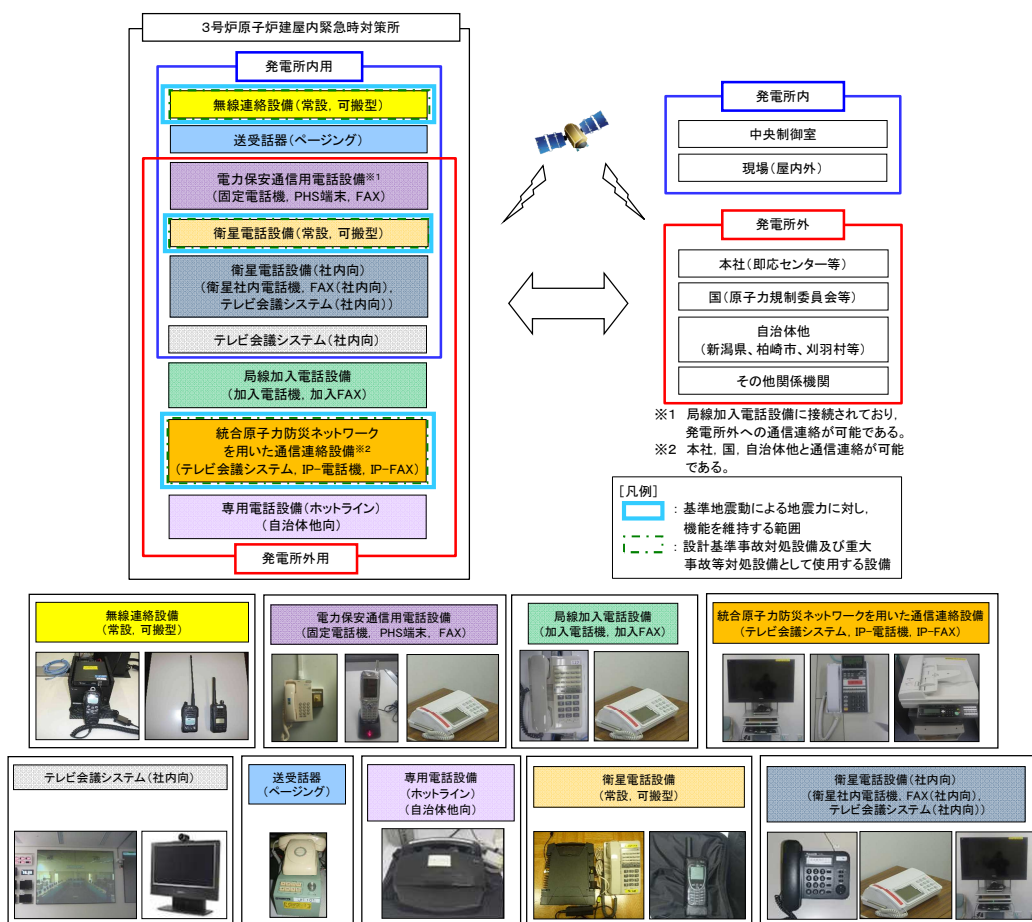 3号炉原子炉建屋内緊急時対策所
発電所内用
無線連絡設備(常設,可搬型)
送受話器(ページング)
電力保安通信用電話設備※1
(固定電話機,PHS端末,FAX)
衛星電話設備(常設,可搬型)
衛星電話設備(社内向)
(衛星社内電話機,FAX(社内向),
テレビ会議システム(社内向))
テレビ会議システム(社内向)
局線加入電話設備
(加入電話機,加入FAX)
統合原子力防災ネットワーク
を用いた通信連絡設備※2
(テレビ会議システム,IP-電話機,IP-FAX)
専用電話設備(ホットライン)
(自治体他向)
発電所外用
発電所内
中央制御室
現場(屋内外)
発電所外
本社(即応センター等)
国(原子力規制委員会等)
自治体他
(新潟県、柏崎市、刈羽村等)
その他関係機関
※1 局線加入電話設備に接続されており,
発電所外への通信連絡が可能である。
※2 本社,国,自治体他と通信連絡が可能
である。
[凡例]
:基準地震動による地震力に対し,
機能を維持する範囲
:設計基準事故対処設備及び重大
事故等対処設備として使用する設備
無線連絡設備
(常設,可搬型)
電力保安通信用電話設備
(固定電話機, PHS端末, FAX)
局線加入電話設備
(加入電話機,加入FAX)
統合原子力防災ネットワークを用いた通信連絡設備
(テレビ会議システム,IP-電話機,IP-FAX)
テレビ会議システム(社内向)
送受話器
(ページング)
専用電話設備
(ホットライン)
(自治体他向)
衛星電話設備
(常設,可搬型)
衛星電話設備(社内向)
(衛星社内電話機,FAX(社内向),
テレビ会議システム(社内向))